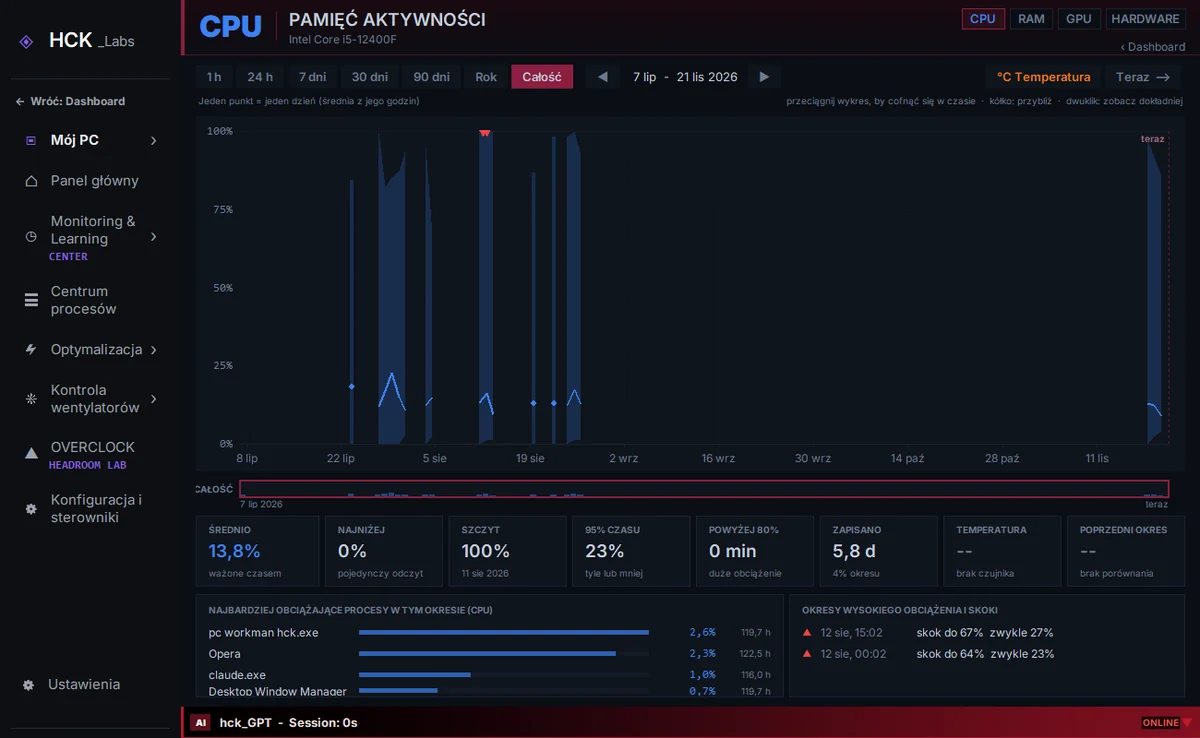 HCK _Labs
← Wróć: Dashboard
Mój PC
Panel główny
Monitoring &
Learning
CENTER
Centrum
procesów
Optymalizacja
Kontrola
wentylatorów
OVERCLOCK
HEADROOM LAB
Konfiguracja i
sterowniki
Ustawienia
CPU
PAMIĘĆ AKTYWNOŚCI
Intel Core i5-12400F
CPU RAM GPU HARDWARE
‹ Dashboard
1h 24 h 7 dni 30 dni 90 dni Rok Całość ◀ 7 lip - 21 lis 2026 ▶ °C Temperatura Teraz →
Jeden punkt = jeden dzień (średnia z jego godzin)
przeciągnij wykres, by cofnąć się w czasie · kółko: przybliż · dwuklik: zobacz dokładniej
100%
teraz
75%
50%
25%
0%
8 lip 22 lip 5 sie 19 sie 2 wrz 16 wrz 30 wrz 14 paź 28 paź 11 lis
CAŁOŚĆ
7 lip 2026 teraz
ŚREDNIO
13,8%
ważone czasem
NAJNIŻEJ
0%
pojedynczy odczyt
SZCZYT
100%
11 sie 2026
95% CZASU
23%
tyle lub mniej
POWYŻEJ 80%
0 min
duże obciążenie
ZAPISANO
5,8 d
4% okresu
TEMPERATURA
--
brak czujnika
POPRZEDNI OKRES
--
brak porównania
NAJBARDZIEJ OBCIĄŻAJĄCE PROCESY W TYM OKRESIE (CPU)
pc workman hck.exe 2,6% 119,7 h
Opera 2,3% 122,5 h
claude.exe 1,0% 116,0 h
Desktop Window Manager 0,7% 119,7 h
OKRESY WYSOKIEGO OBCIĄŻENIA I SKOKI
12 sie, 15:02 skok do 67% zwykle 27%
12 sie, 00:02 skok do 64% zwykle 23%
AI hck_GPT - Session: 0s
ONLINE